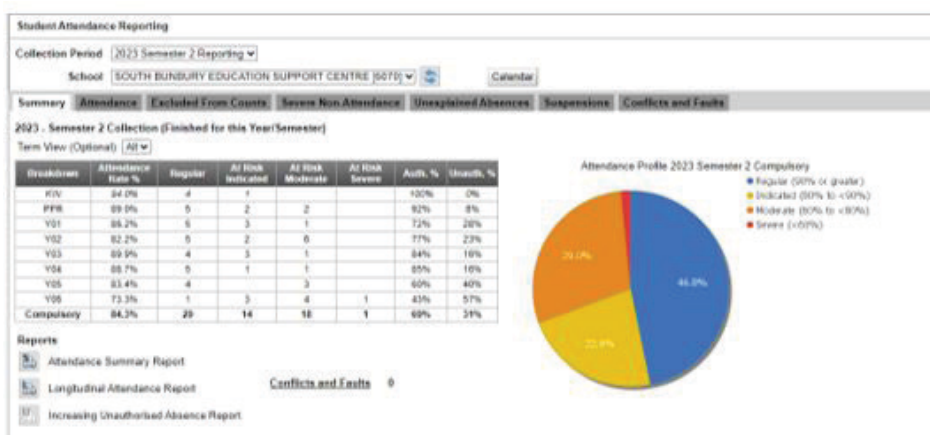 Student Attendance Reporting
Collection Period 2023 Semester 2 Reporting
School SOUTH BUNBURY EDUCATION SUPPORT CENTRE [6070] Calendar
Summary Attendance Excluded From Counts Severe Non Attendance Unexplained Absences Suspensions Conflicts and Faults
2023 - Semester 2 Collection (Finished for this Year/Semester)
Term View (Optional) All
Breakdown Attendance Rate % Regular At Risk Indicated At Risk Moderate At Risk Severe Auth. % Unauth. %
KIN 94.0% 4 1 100% 0%
PPR 89.0% 5 2 2 92% 8%
Y01 86.2% 5 3 1 72% 28%
Y02 82.2% 5 2 6 77% 23%
Y03 89.9% 4 3 1 84% 16%
Y04 88.7% 5 1 1 85% 16%
Y05 83.4% 4 3 60% 40%
Y06 73.3% 1 3 4 1 43% 57%
Compulsory 84.3% 29 14 18 1 69% 31%
Attendance Profile 2023 Semester 2 Compulsory
Regular (90% or greater)
Indicated (80% to <90%)
Moderate (60% to <80%)
Severe (<60%)
29.0%
46.8%
22.6%
Reports
Attendance Summary Report
Longitudinal Attendance Report
Conflicts and Faults 0
Increasing Unauthorised Absence Report